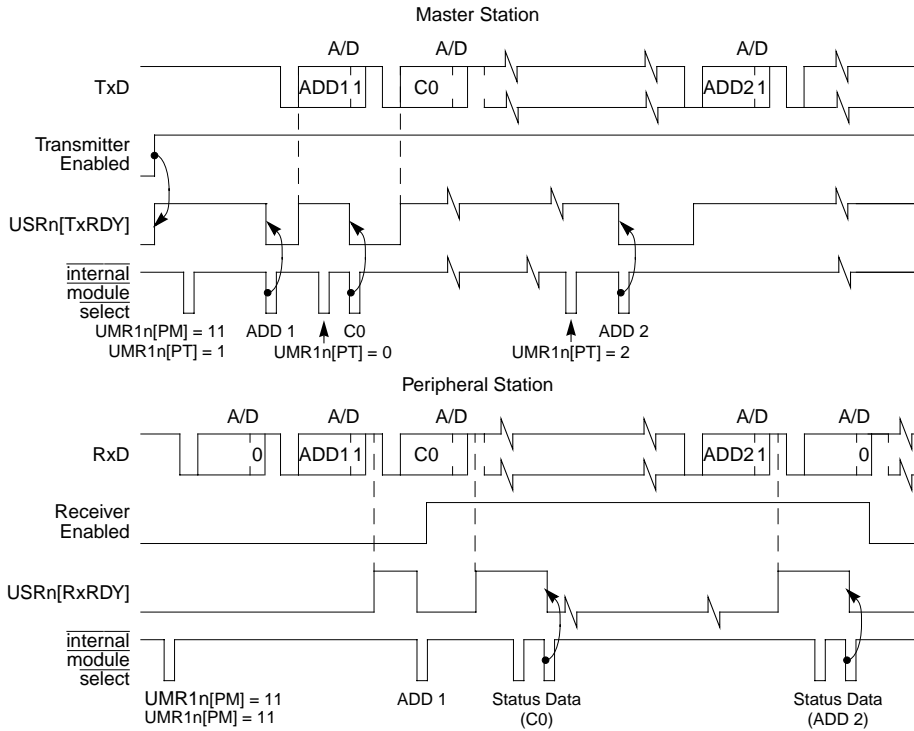 Master Station
A/D A/D A/D
TxD ADD1 1 C0 ADD2 1
Transmitter
Enabled
USRn[TxRDY]
internal
module
select
UMR1n[PM] = 11 ADD 1 C0 ADD 2
UMR1n[PT] = 1 UMR1n[PT] = 0 UMR1n[PT] = 2
Peripheral Station
A/D A/D A/D A/D A/D
RxD 0 ADD1 1 C0 ADD2 1 0
Receiver
Enabled
USRn[RxRDY]
internal
module
select
UMR1n[PM] = 11 ADD 1 Status Data Status Data
UMR1n[PM] = 11 (C0) (ADD 2)